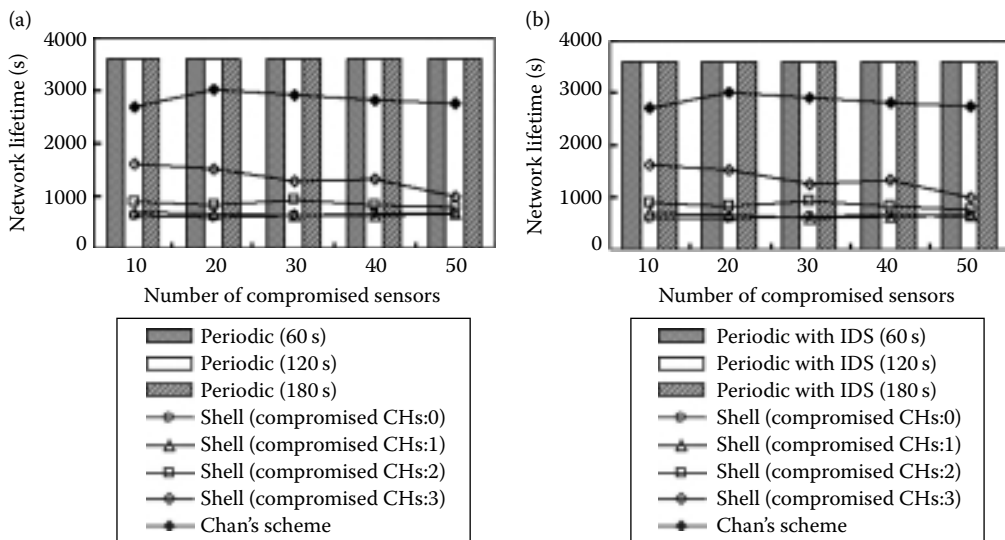 (a)
Network lifetime (s)
4000
3000
2000
1000
0
10 20 30 40 50
Number of compromised sensors
Periodic (60 s)
Periodic (120 s)
Periodic (180 s)
Shell (compromised CHs:0)
Shell (compromised CHs:1)
Shell (compromised CHs:2)
Shell (compromised CHs:3)
Chan's scheme
(b)
Network lifetime (s)
4000
3000
2000
1000
0
10 20 30 40 50
Number of compromised sensors
Periodic with IDS (60 s)
Periodic with IDS (120 s)
Periodic with IDS (180 s)
Shell (compromised CHs:0)
Shell (compromised CHs:1)
Shell (compromised CHs:2)
Shell (compromised CHs:3)
Chan's scheme